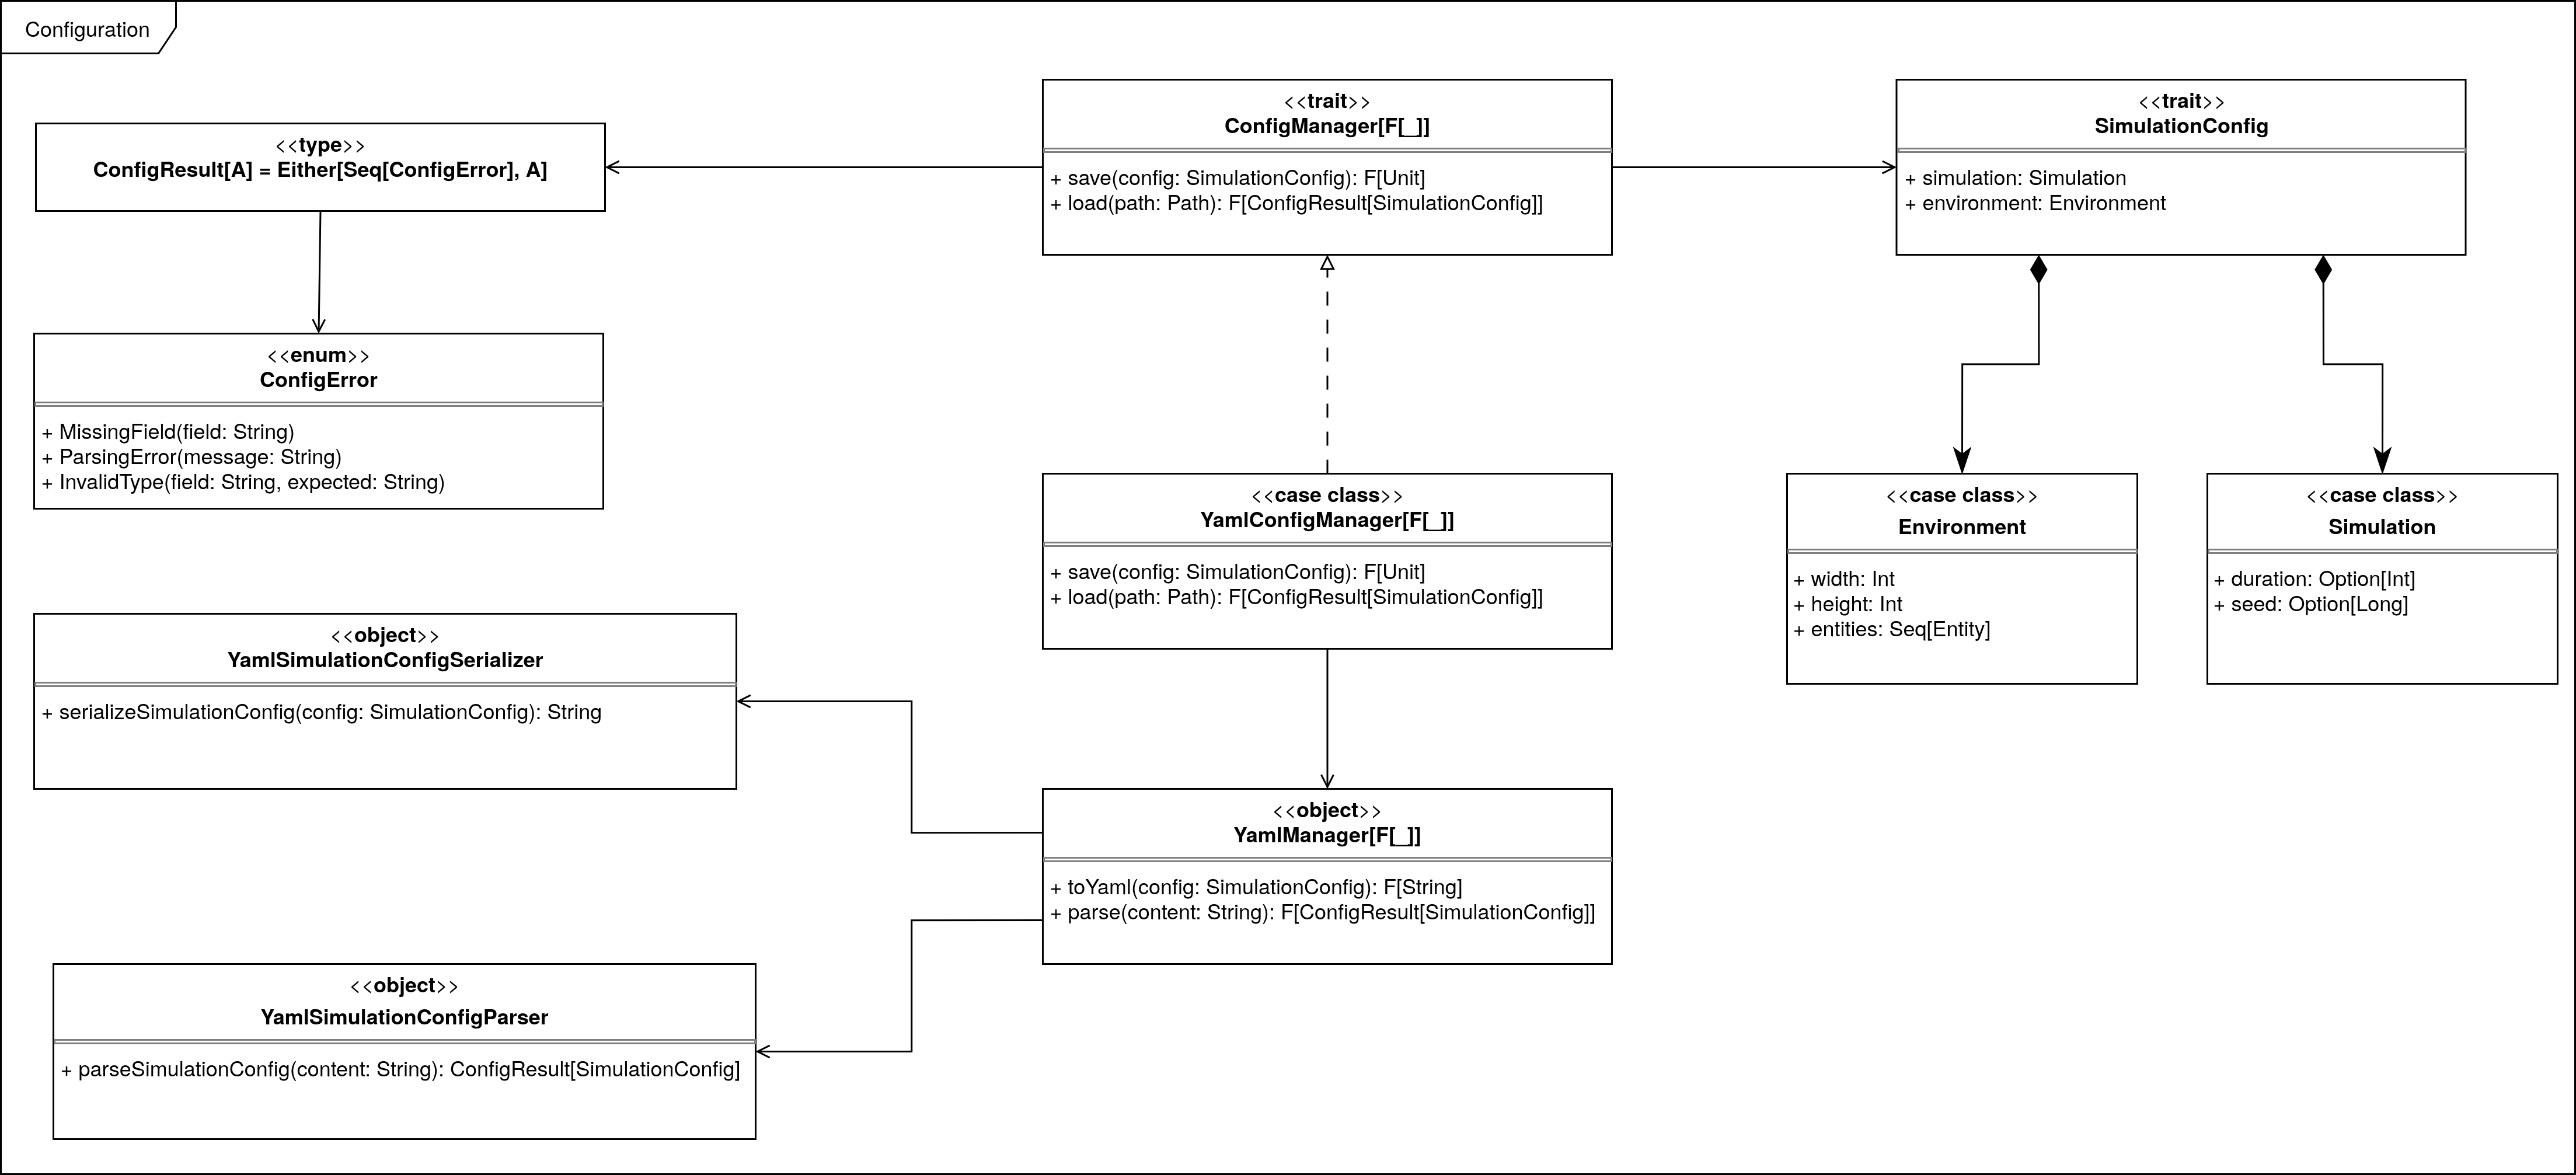 Configuration
<<type>>
ConfigResult[A] = Either[Seq[ConfigError], A]
<<trait>>
ConfigManager[F[_]]
+ save(config: SimulationConfig): F[Unit]
+ load(path: Path): F[ConfigResult[SimulationConfig]]
<<trait>>
SimulationConfig
+ simulation: Simulation
+ environment: Environment
<<enum>>
ConfigError
+ MissingField(field: String)
+ ParsingError(message: String)
+ InvalidType(field: String, expected: String)
<<case class>>
YamlConfigManager[F[_]]
+ save(config: SimulationConfig): F[Unit]
+ load(path: Path): F[ConfigResult[SimulationConfig]]
<<case class>>
Environment
+ width: Int
+ height: Int
+ entities: Seq[Entity]
<<case class>>
Simulation
+ duration: Option[Int]
+ seed: Option[Long]
<<object>>
YamlSimulationConfigSerializer
+ serializeSimulationConfig(config: SimulationConfig): String
<<object>>
YamlManager[F[_]]
+ toYaml(config: SimulationConfig): F[String]
+ parse(content: String): F[ConfigResult[SimulationConfig]]
<<object>>
YamlSimulationConfigParser
+ parseSimulationConfig(content: String): ConfigResult[SimulationConfig]